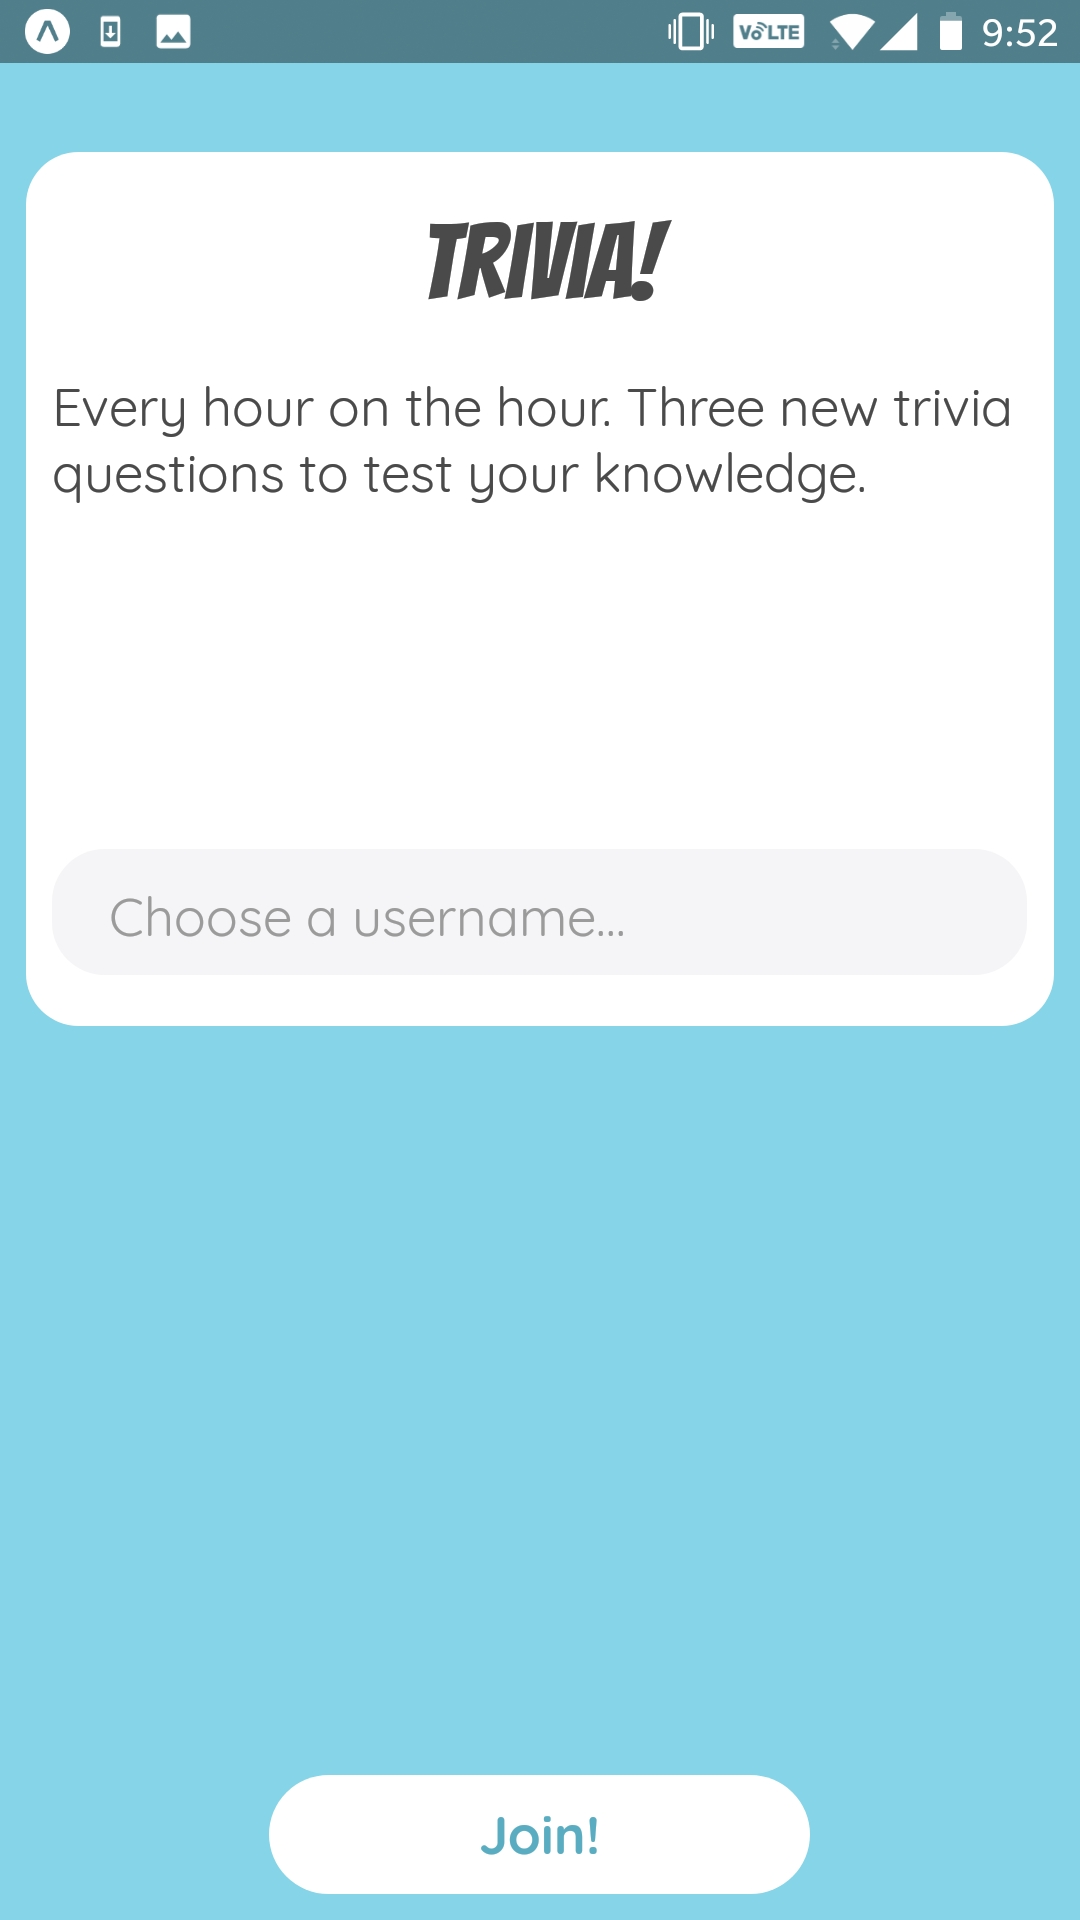 VoLTE 9:52
TRIVIA!
Every hour on the hour. Three new trivia
questions to test your knowledge.
Choose a username...
Join!